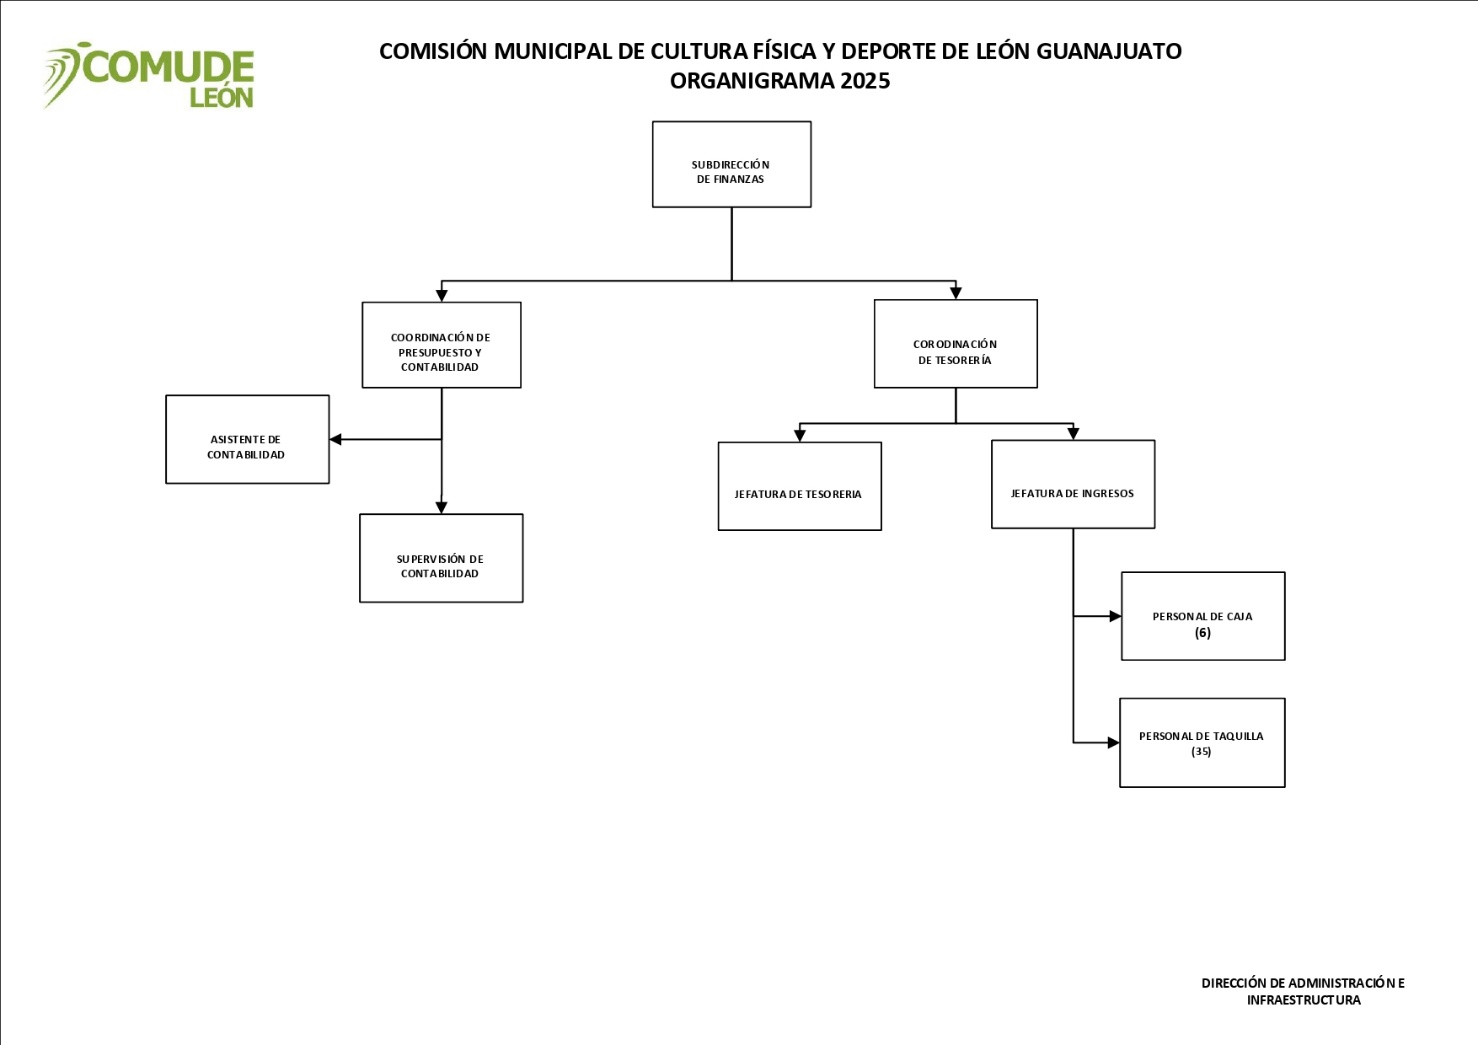 COMUDE
LEÓN
COMISIÓN MUNICIPAL DE CULTURA FÍSICA Y DEPORTE DE LEÓN GUANAJUATO
ORGANIGRAMA 2025
SUBDIRECCIÓN
DE FINANZAS
COORDINACIÓN DE
PRESUPUESTO Y
CONTABILIDAD
CORODINACIÓN
DE TESORERÍA
ASISTENTE DE
CONTABILIDAD
JEFATURA DE TESORERIA
JEFATURA DE INGRESOS
SUPERVISIÓN DE
CONTABILIDAD
PERSONAL DE CAJA
(6)
PERSONAL DE TAQUILLA
(35)
DIRECCIÓN DE ADMINISTRACIÓN E
INFRAESTRUCTURA